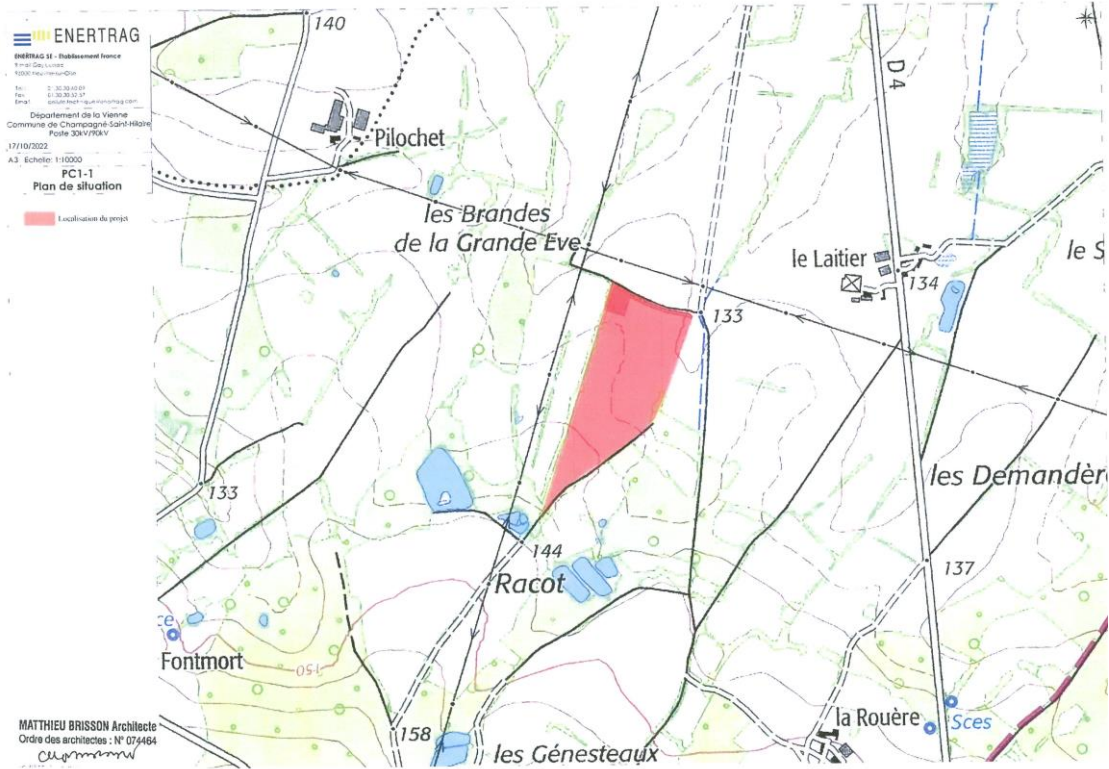 ENERTRAG
ENERTRAG SE - Etablissement France
Département de la Vienne
Commune de Champagné-Saint-Hilaire
Poste 30kV/90kV
17/10/2022
A3 Echelle: 1:10000
PC1-1
Plan de situation
Localisation du projet
140
D 4
Pilochet
les Brandes
de la Grande Eve
le Laitier
le S
134
133
les Demandèr
133
144
137
Racot
Fontmort
150
la Rouère
Sces
158
les Génesteaux
MATTHIEU BRISSON Architecte
Ordre des architectes : N° 074464